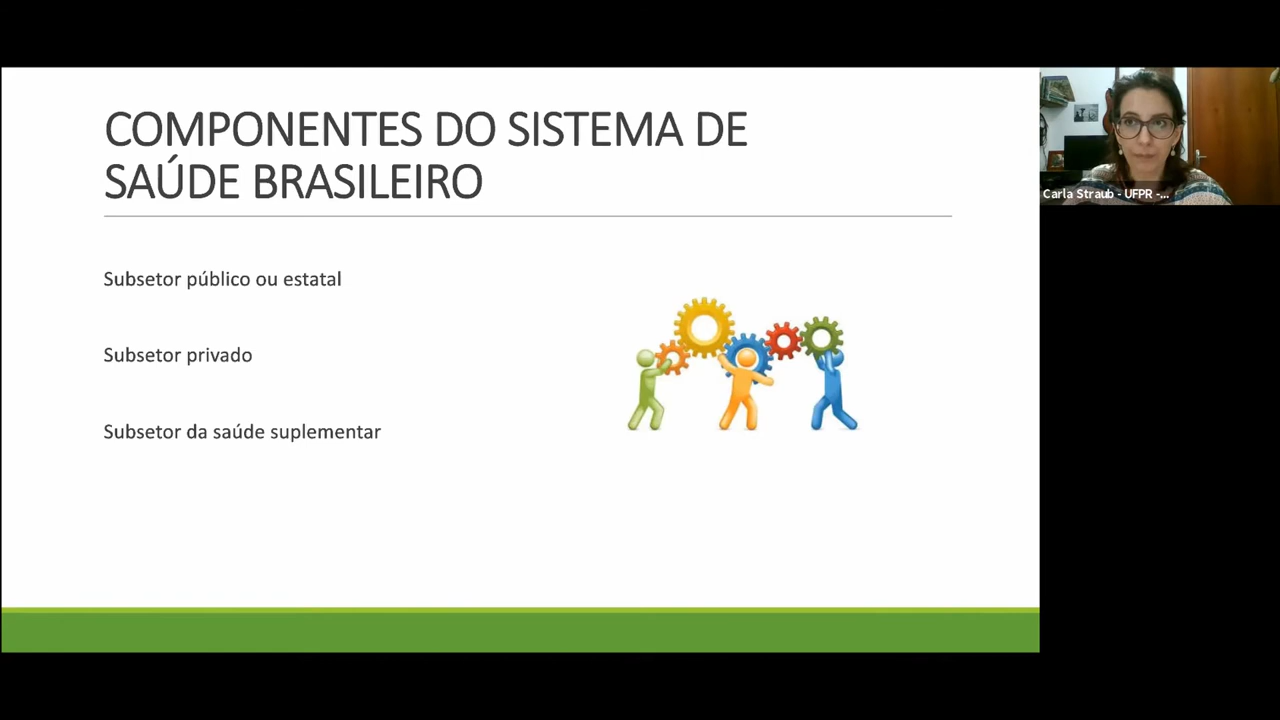 COMPONENTES DO SISTEMA DE
SAÚDE BRASILEIRO
Subsetor público ou estatal
Subsetor privado
Subsetor da saúde suplementar
Carla Straub - UFPR -...